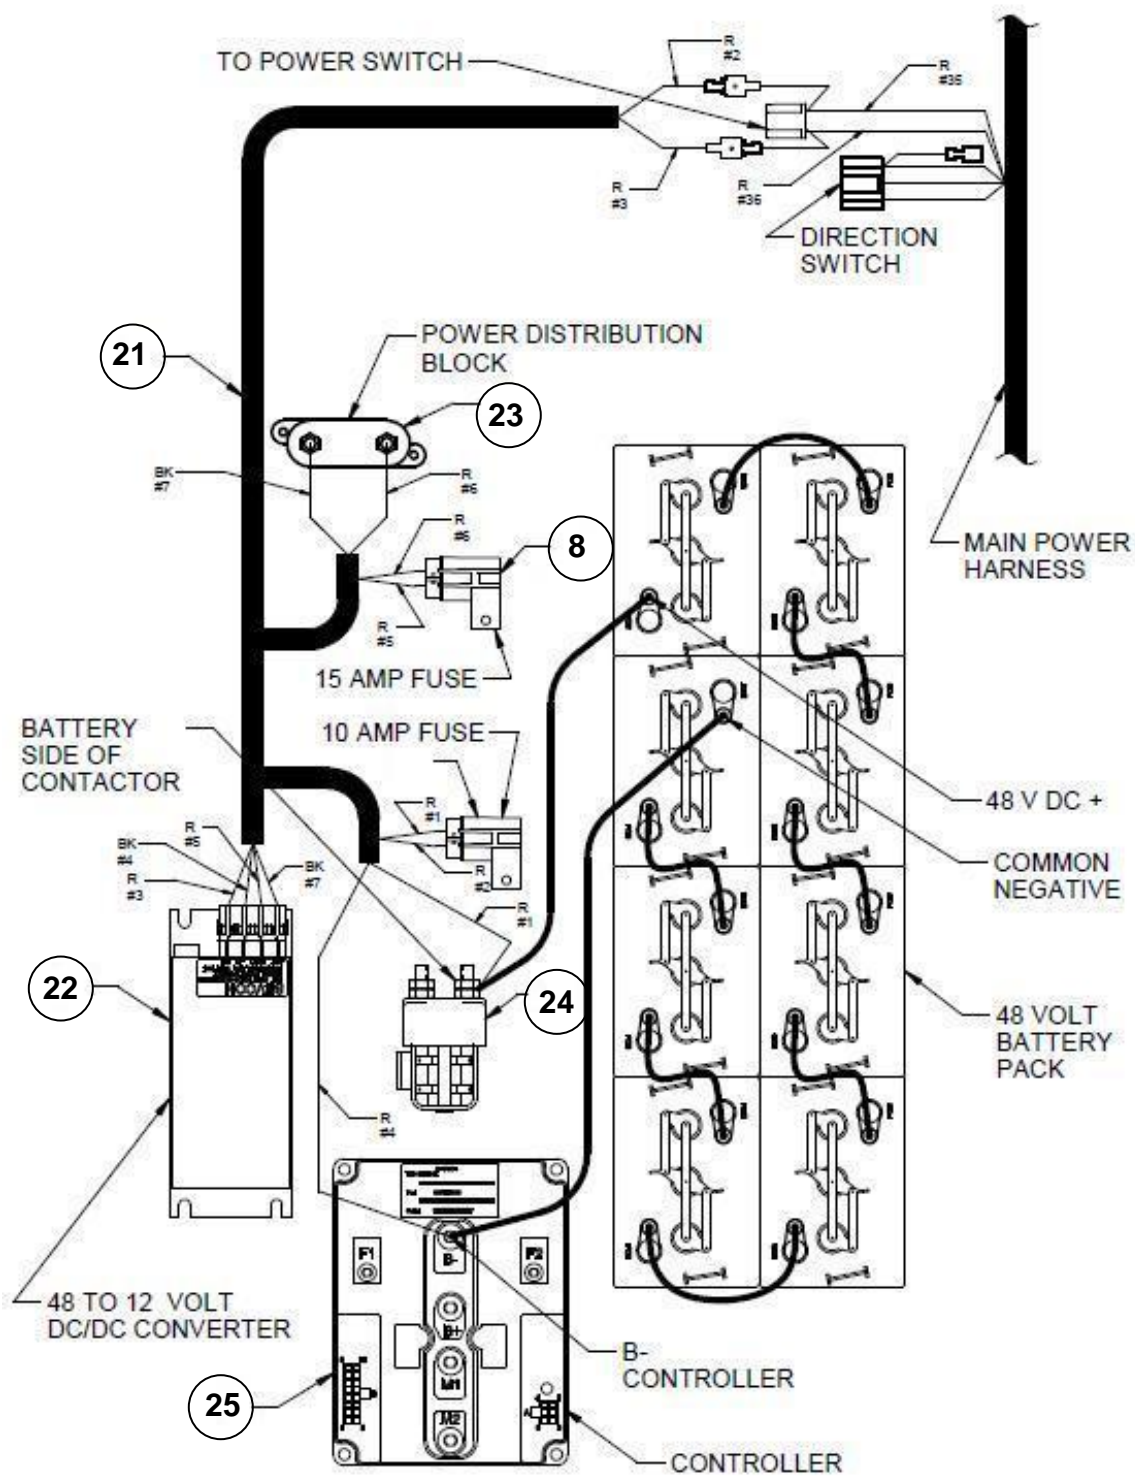 TO POWER SWITCH
R
#2
R
#3
R
#36
R
#36
DIRECTION
SWITCH
21
POWER DISTRIBUTION
BLOCK
23
BK
#7
R
#6
R
#6
R
#5
8
15 AMP FUSE
MAIN POWER
HARNESS
BATTERY
SIDE OF
CONTACTOR
10 AMP FUSE
R
#1
R
#2
R
#1
R
#5
BK
#4
R
#3
BK
#7
48 V DC +
COMMON
NEGATIVE
22
24
48 VOLT
BATTERY
PACK
R
F1
B-
F2
B+
M1
M2
A
48 TO 12 VOLT
DC/DC CONVERTER
B-
CONTROLLER
25
CONTROLLER